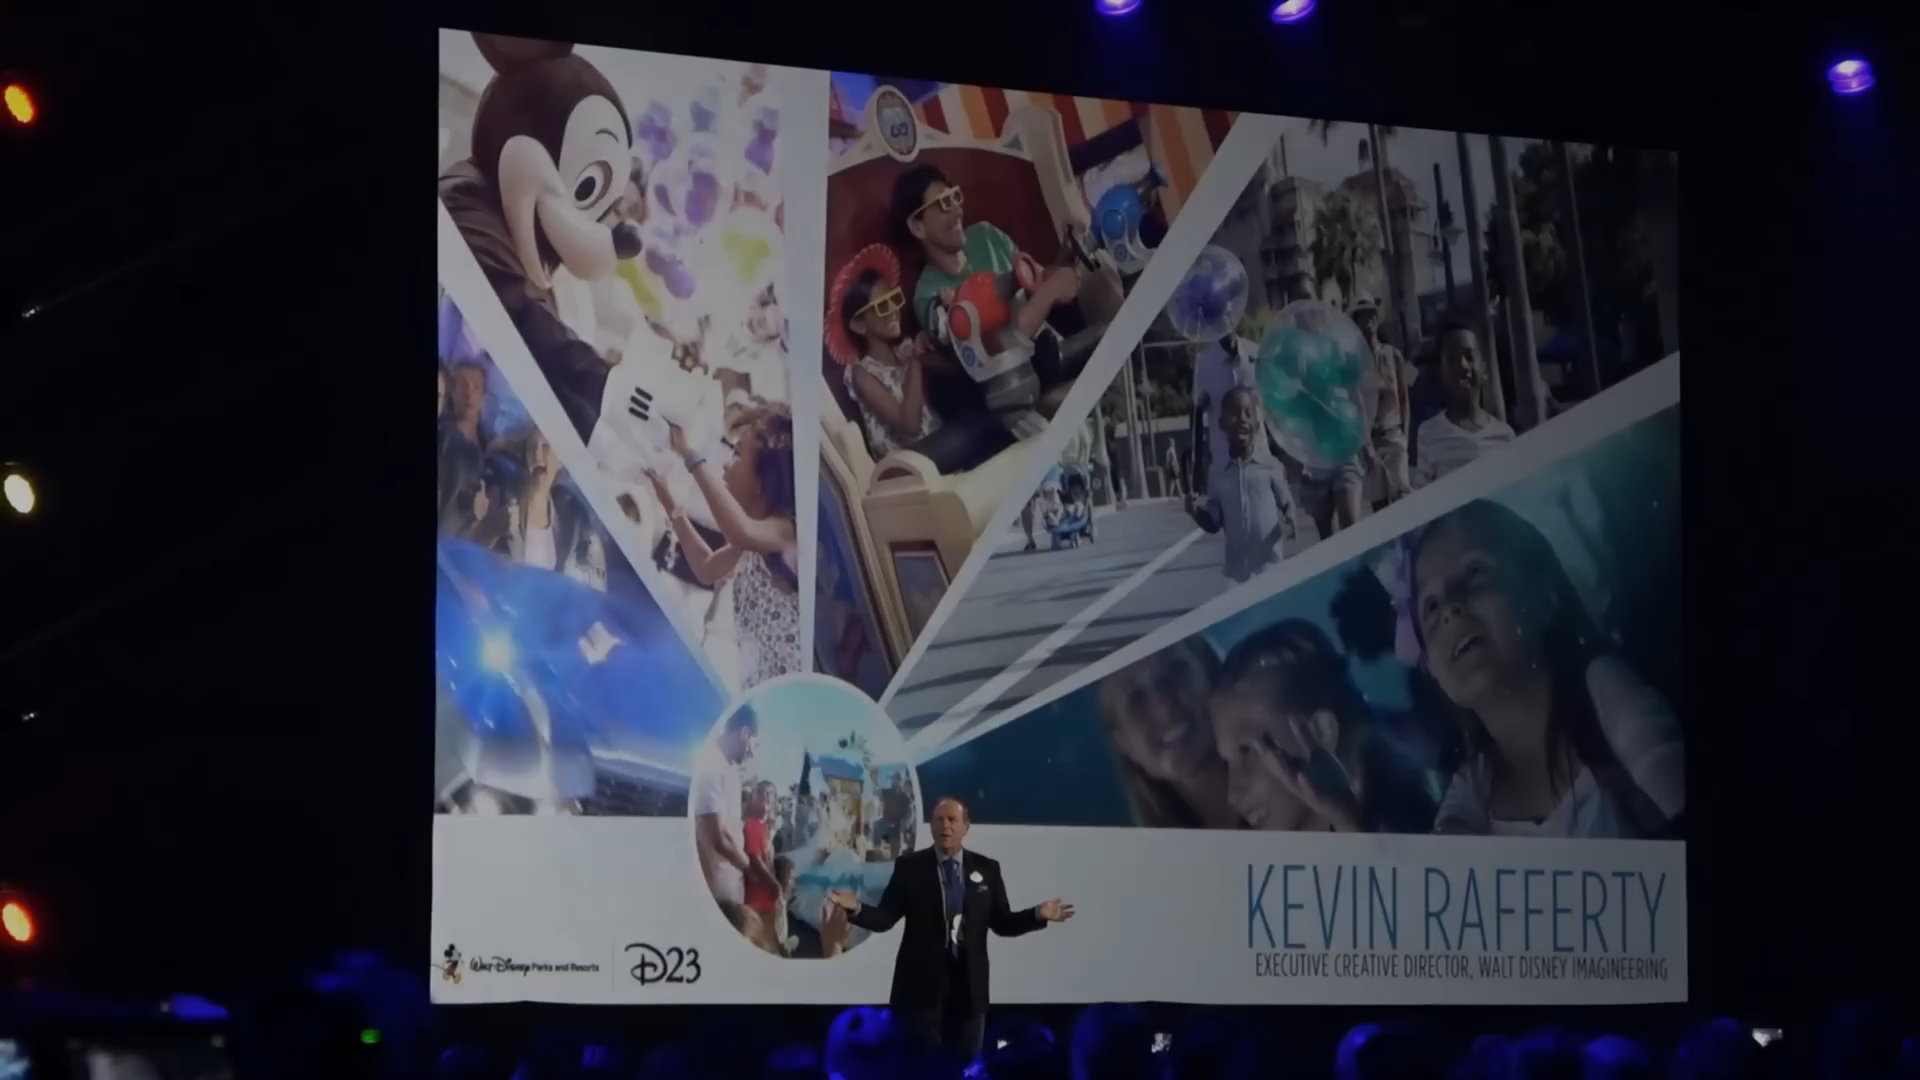 KEVIN RAFFERTY
EXECUTIVE CREATIVE DIRECTOR, WALT DISNEY IMAGINEERING
Walt Disney Parks and Resorts
D23